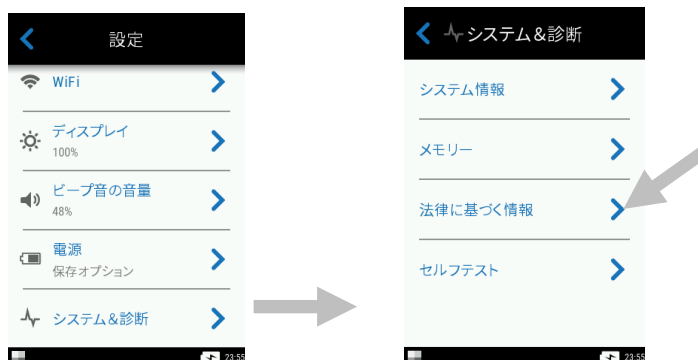 設定
WiFi
ディスプレイ
100%
ビープ音の音量
48%
電源
保存オプション
システム&診断
23:55
システム&診断
システム情報
メモリー
法律に基づく情報
セルフテスト
23:55